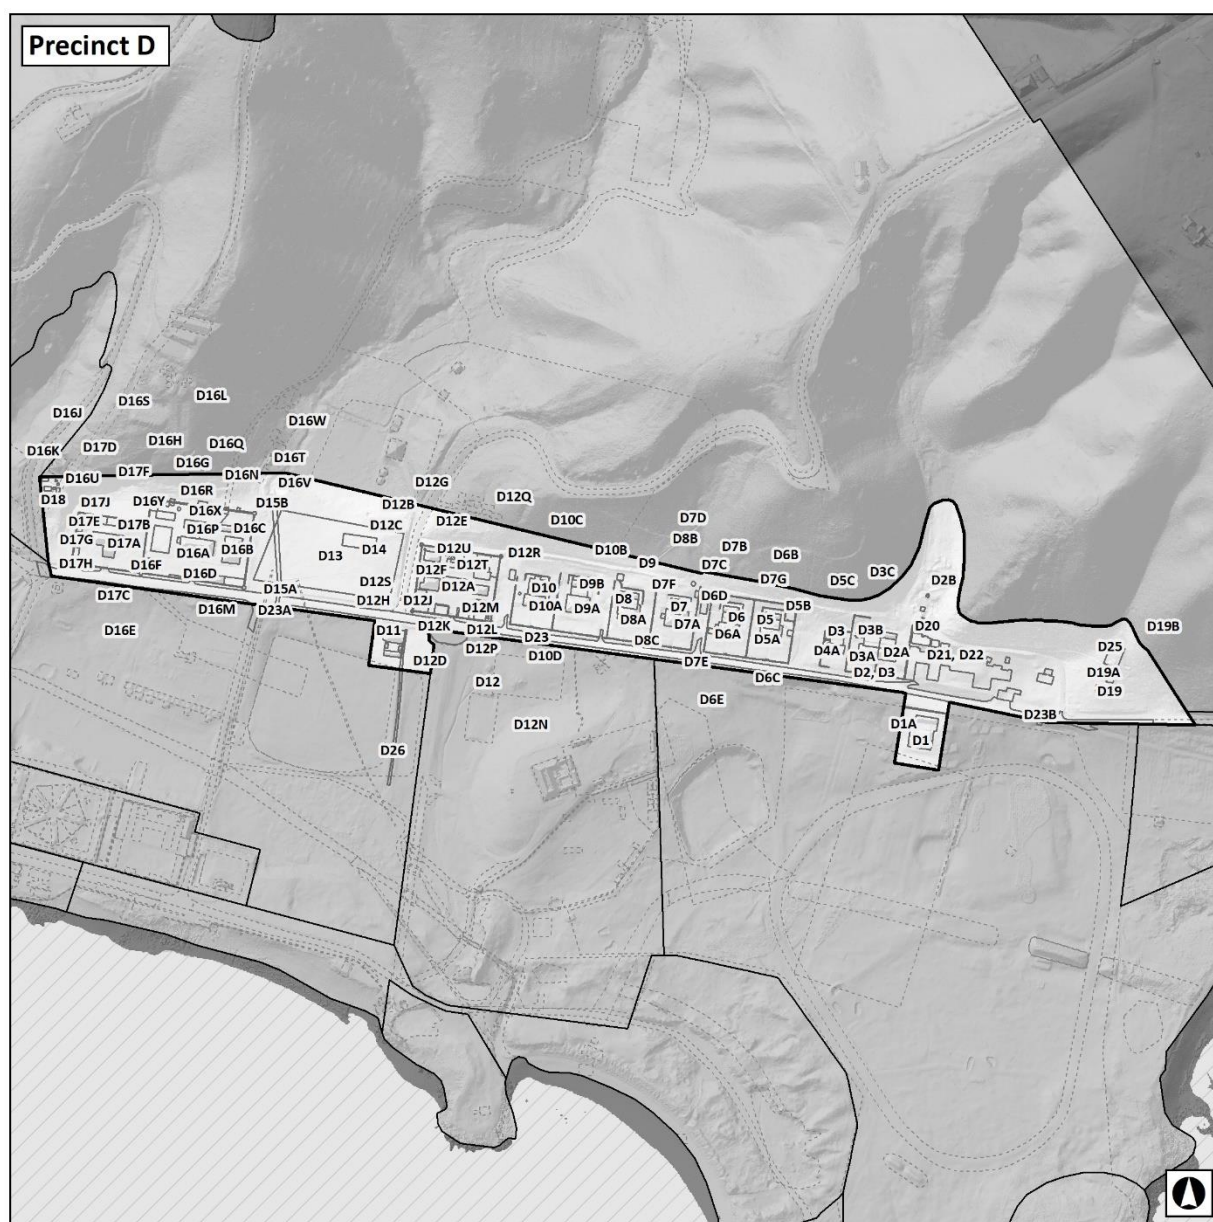 Precinct D
D16L
D16S
D16J
D16W
D16H
D16Q
D17D
D16K
D16T
D16G
D17F
D16N
D16U
D16V
D12G
D16R
D12Q
D18
D17J
D16Y
D15B
D12B
D16X
D7D
D12E
D10C
D17E
D17B
D16P
D16C
D12C
D17G
D8B
D17A
D7B
D16B
D12U
D14
D10B
D16A
D13
D12R
D6B
D17H
D9
D7C
D16F
D12T
D12F
D3C
D16D
D7G
D5C
D2B
D12S
D9B
D7F
D12A
D10
D15A
D17C
D6D
D12H
D12J
D8
D10A
D9A
D7
D5B
D16M
D23A
D12M
D6
D5
D8A
D7A
D20
D19B
D12K
D16E
D11
D12L
D3
D3B
D6A
D23
D8C
D5A
D12P
D25
D4A
D3A
D2A
D21, D22
D10D
D12D
D7E
D2, D3
D19A
D6C
D12
D19
D6E
D23B
D12N
D1A
D1
D26